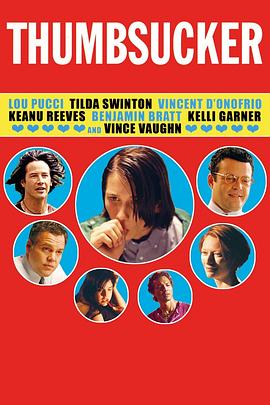 THUMBSUCKER
LOU PUCCI TILDA SWINTON VINCENT D'ONOFRIO
KEANU REEVES BENJAMIN BRATT KELLI GARNER
AND VINCE VAUGHN